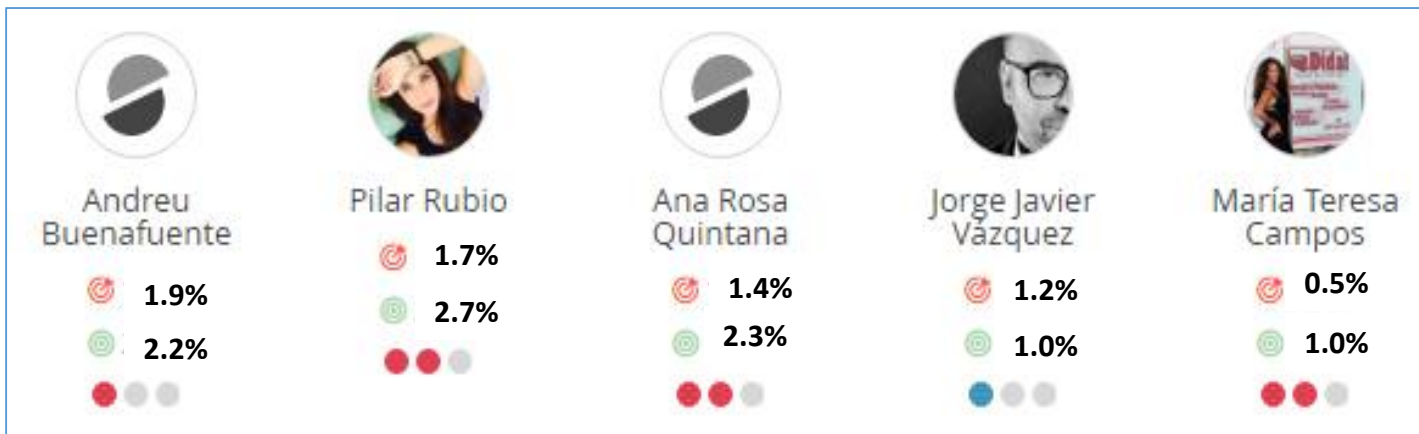 Didal
Andreu
Buenafuente
1.9%
2.2%
Pilar Rubio
1.7%
2.7%
Ana Rosa
Quintana
1.4%
2.3%
Jorge Javier
Vázquez
1.2%
1.0%
María Teresa
Campos
0.5%
1.0%